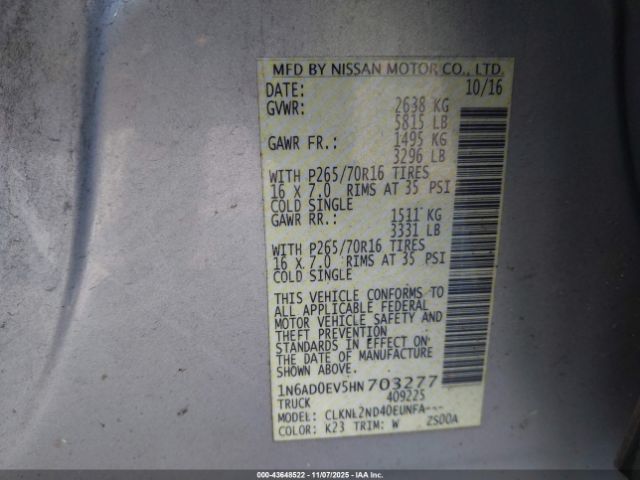 MFD BY NISSAN MOTOR CO., LTD.
DATE: 10/16
GVWR: 2638 KG
5815 LB
GAWR FR.: 1495 KG
3296 LB
WITH P265/70R16 TIRES
16 X 7.0 RIMS AT 35 PSI
COLD SINGLE
GAWR RR.: 1511 KG
3331 LB
WITH P265/70R16 TIRES
16 X 7.0 RIMS AT 35 PSI
COLD SINGLE
THIS VEHICLE CONFORMS TO
ALL APPLICABLE FEDERAL
MOTOR VEHICLE SAFETY AND
THEFT PREVENTION
STANDARDS IN EFFECT ON
THE DATE OF MANUFACTURE
SHOWN ABOVE.
1N6AD0EV5HN703277
TRUCK 409225
MODEL: CLKNL2ND40EUNFA---
COLOR: K23 TRIM: W 2S00A
000-43648522 — 11/07/2025 — IAAI.COM